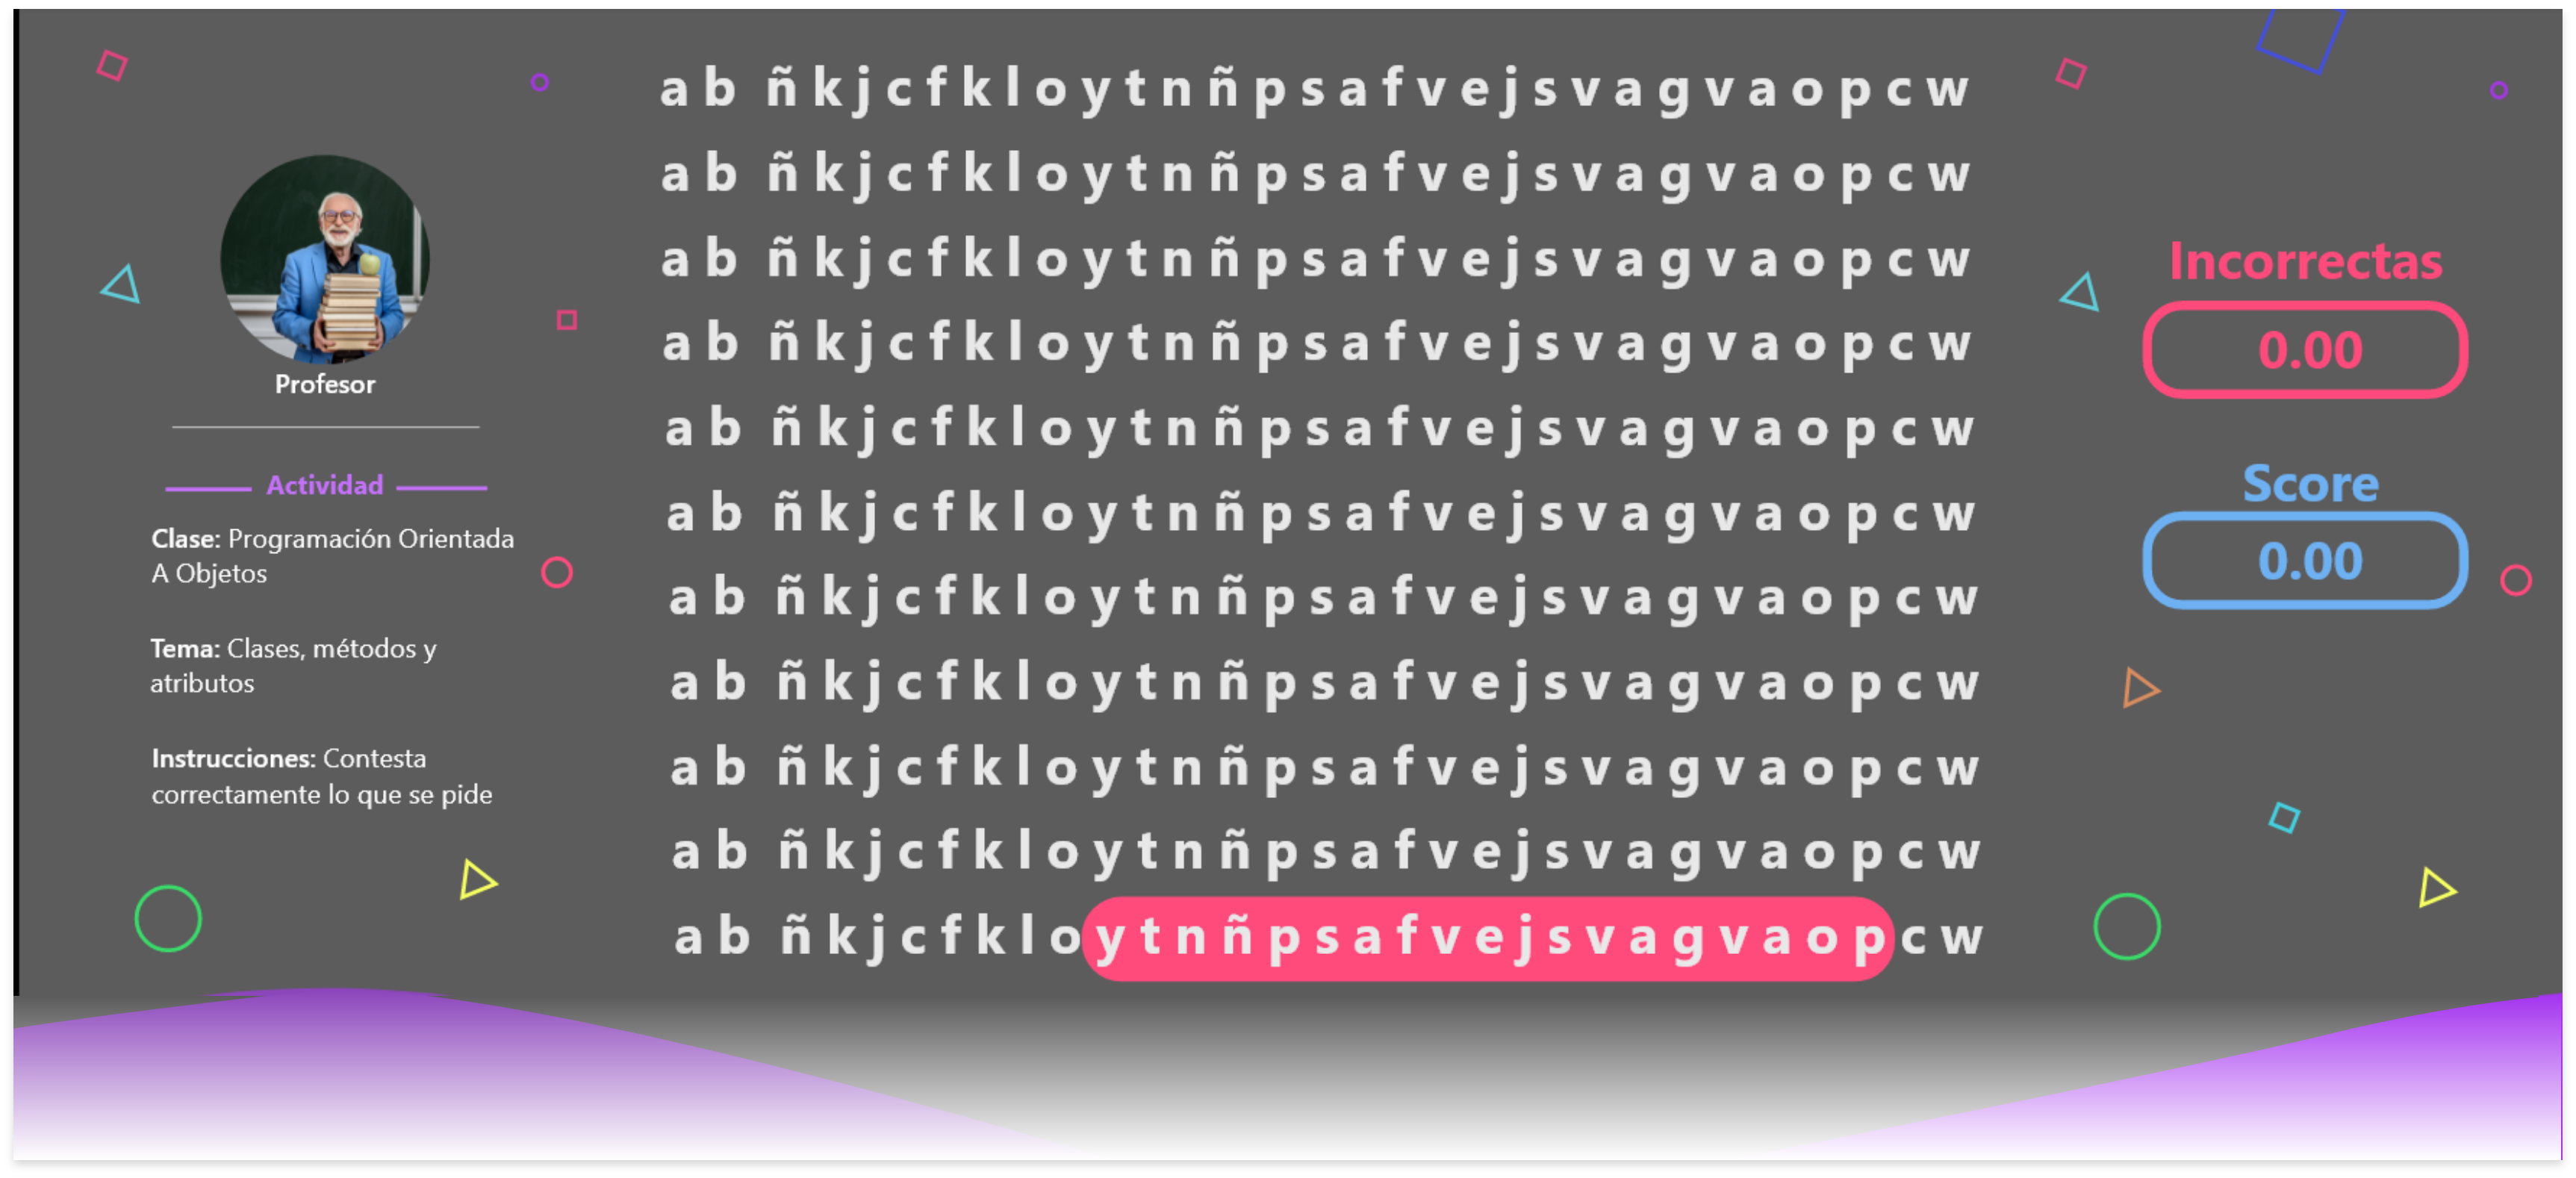 Profesor
Actividad
Clase: Programación Orientada
A Objetos
Tema: Clases, métodos y
atributos
Instrucciones: Contesta
correctamente lo que se pide
a b ñ k j c f k l o y t n ñ p s a f v e j s v a g v a o p c w
a b ñ k j c f k l o y t n ñ p s a f v e j s v a g v a o p c w
a b ñ k j c f k l o y t n ñ p s a f v e j s v a g v a o p c w
a b ñ k j c f k l o y t n ñ p s a f v e j s v a g v a o p c w
a b ñ k j c f k l o y t n ñ p s a f v e j s v a g v a o p c w
a b ñ k j c f k l o y t n ñ p s a f v e j s v a g v a o p c w
a b ñ k j c f k l o y t n ñ p s a f v e j s v a g v a o p c w
a b ñ k j c f k l o y t n ñ p s a f v e j s v a g v a o p c w
a b ñ k j c f k l o y t n ñ p s a f v e j s v a g v a o p c w
a b ñ k j c f k l o y t n ñ p s a f v e j s v a g v a o p c w
a b ñ k j c f k l o y t n ñ p s a f v e j s v a g v a o p c w
Incorrectas
0.00
Score
0.00